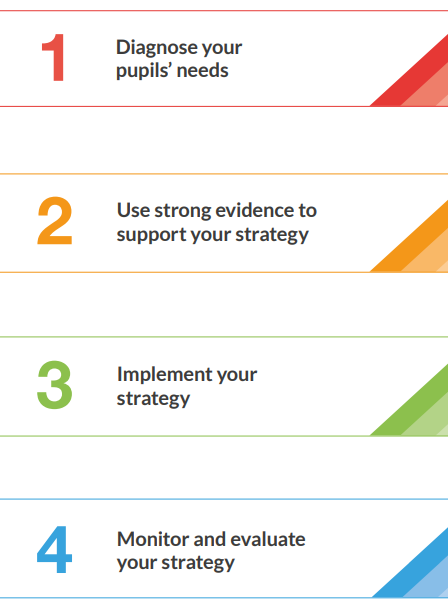 1
Diagnose your
pupils’ needs
2
Use strong evidence to
support your strategy
3
Implement your
strategy
4
Monitor and evaluate
your strategy